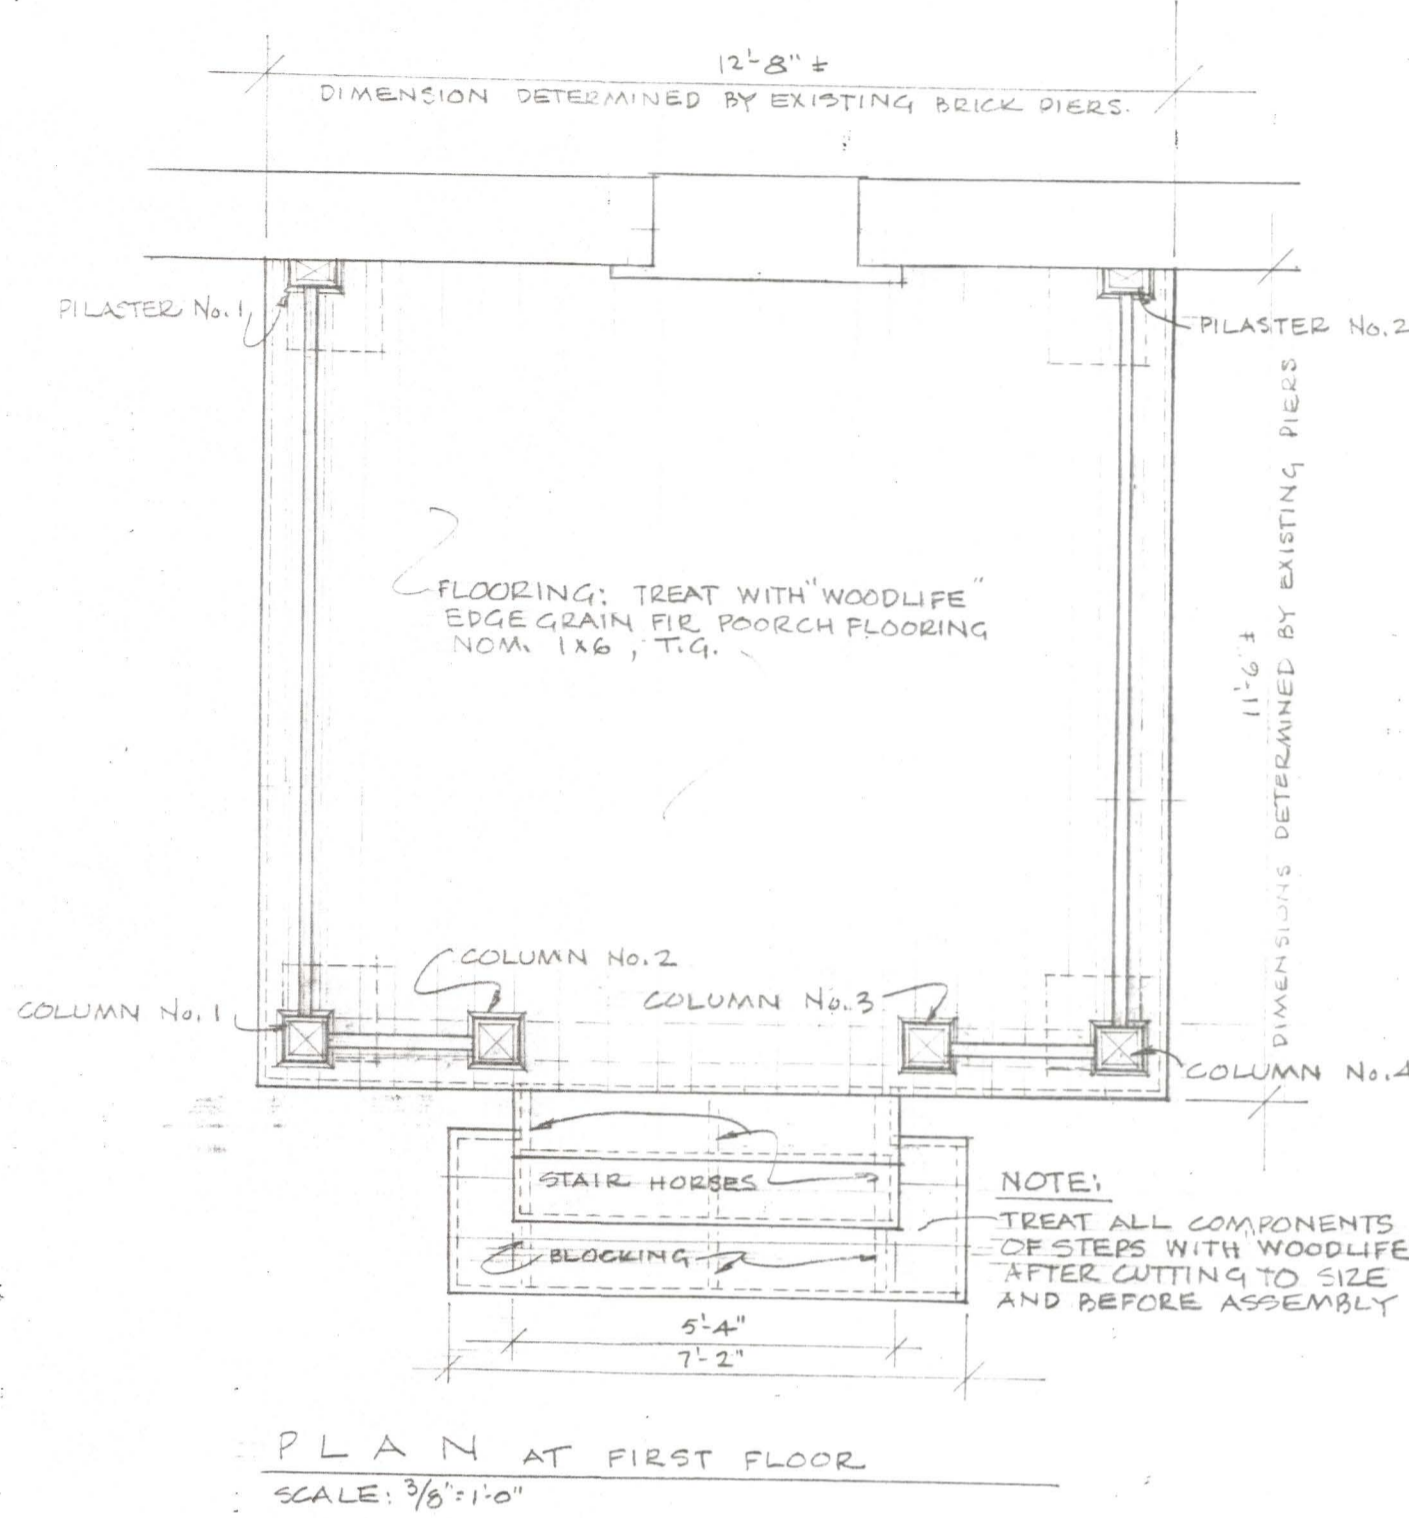 12'-8" ±
DIMENSION DETERMINED BY EXISTING BRICK PIERS.
PILASTER No. 1
PILASTER No. 2
FLOORING: TREAT WITH "WOODLIFE"
EDGE GRAIN FIR POORCH FLOORING
NOM. 1x6, T.G.
11'-6" ±
DIMENSIONS DETERMINED BY EXISTING PIERS
COLUMN No. 2
COLUMN No. 3
COLUMN No. 1
COLUMN No. 4
STAIR HORSES
BLOCKING
NOTE:
TREAT ALL COMPONENTS
OF STEPS WITH WOODLIFE
AFTER CUTTING TO SIZE
AND BEFORE ASSEMBLY
5'-4"
7'-2"
PLAN AT FIRST FLOOR
SCALE: 3/8"=1'-0"